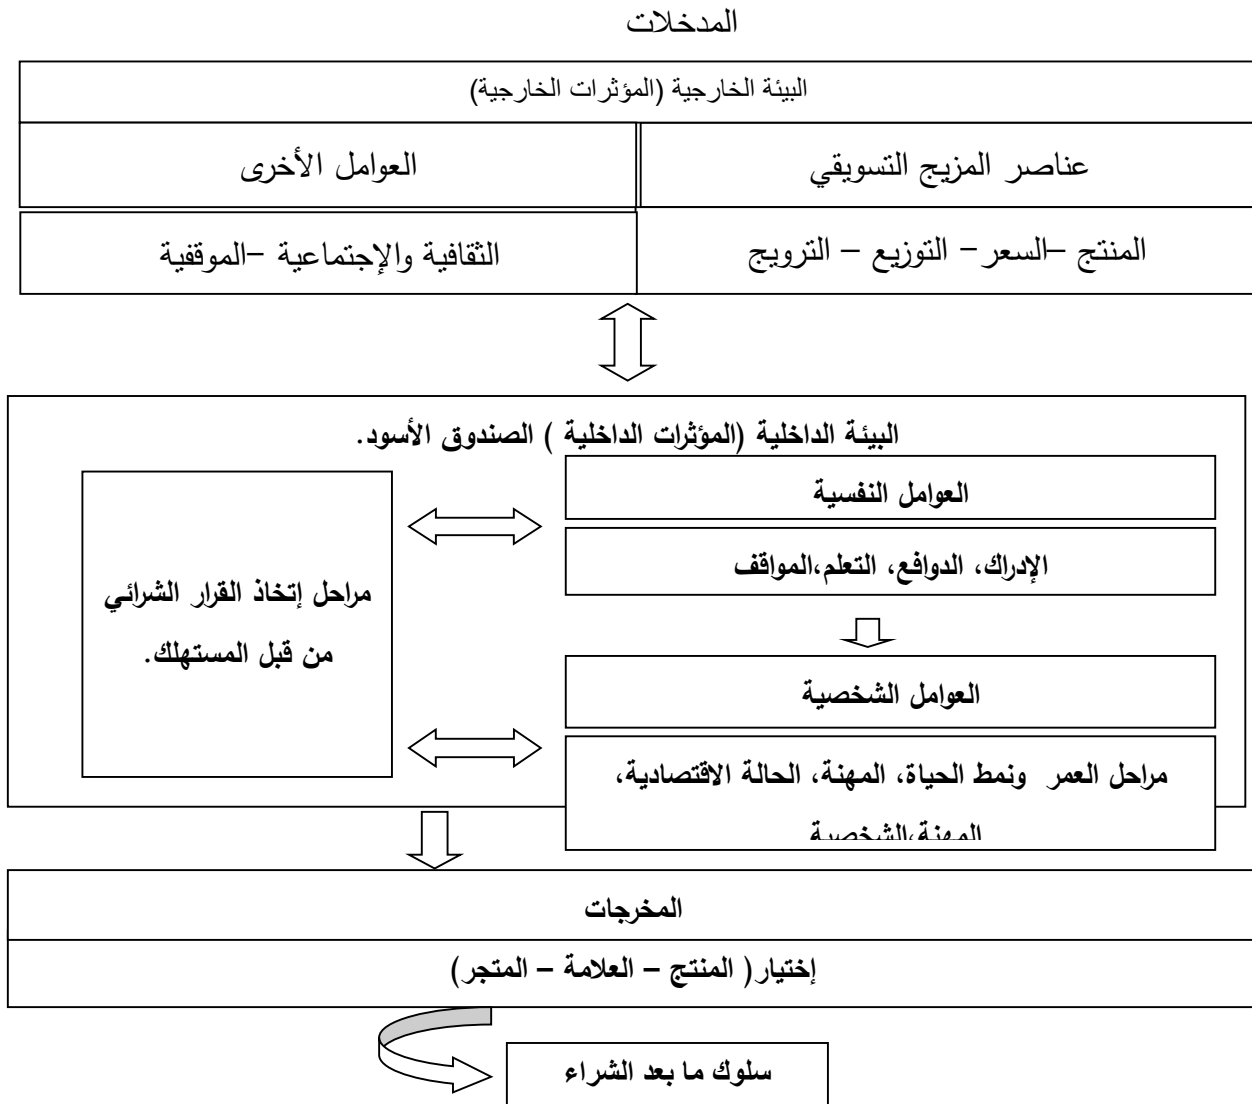 المدخلات
البيئة الخارجية (المؤثرات الخارجية)
عناصر المزيج التسويقي
العوامل الأخرى
المنتج –السعر – التوزيع – الترويج
الثقافية والإجتماعية –الموقفية
البيئة الداخلية (المؤثرات الداخلية ) الصندوق الأسود.
العوامل النفسية
الإدراك، الدوافع، التعلم،المواقف
مراحل إتخاذ القرار الشرائي
من قبل المستهلك.
العوامل الشخصية
مراحل العمر ونمط الحياة، المهنة، الحالة الاقتصادية،
المهنة،الشخصية
المخرجات
إختيار( المنتج – العلامة – المتجر)
سلوك ما بعد الشراء